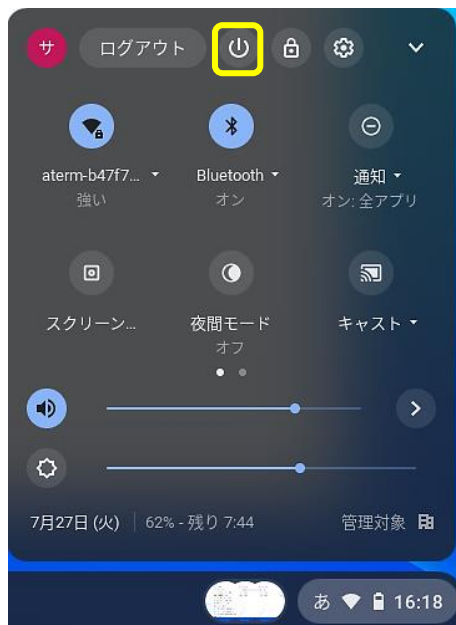 サ ログアウト
aterm-b47f7... Bluetooth 通知
強い オン オン: 全アプリ
スクリーン... 夜間モード キャスト
オフ
7月27日 (火) 62% - 残り 7:44 管理対象
あ 16:18